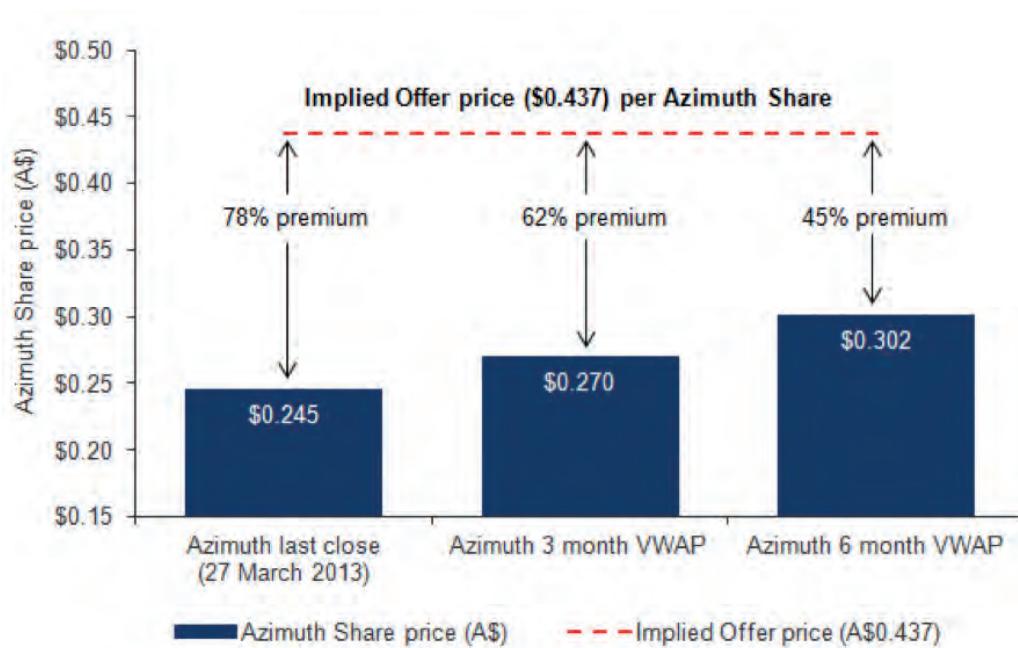 $0.50
Implied Offer price ($0.437) per Azimuth Share
$0.45
$0.40
78% premium
62% premium
45% premium
$0.35
$0.30
$0.302
$0.270
$0.25
$0.245
$0.20
$0.15
Azimuth Share price (A$)
Azimuth last close
(27 March 2013)
Azimuth 3 month VWAP
Azimuth 6 month VWAP
Azimuth Share price (A$)
Implied Offer price (A$0.437)